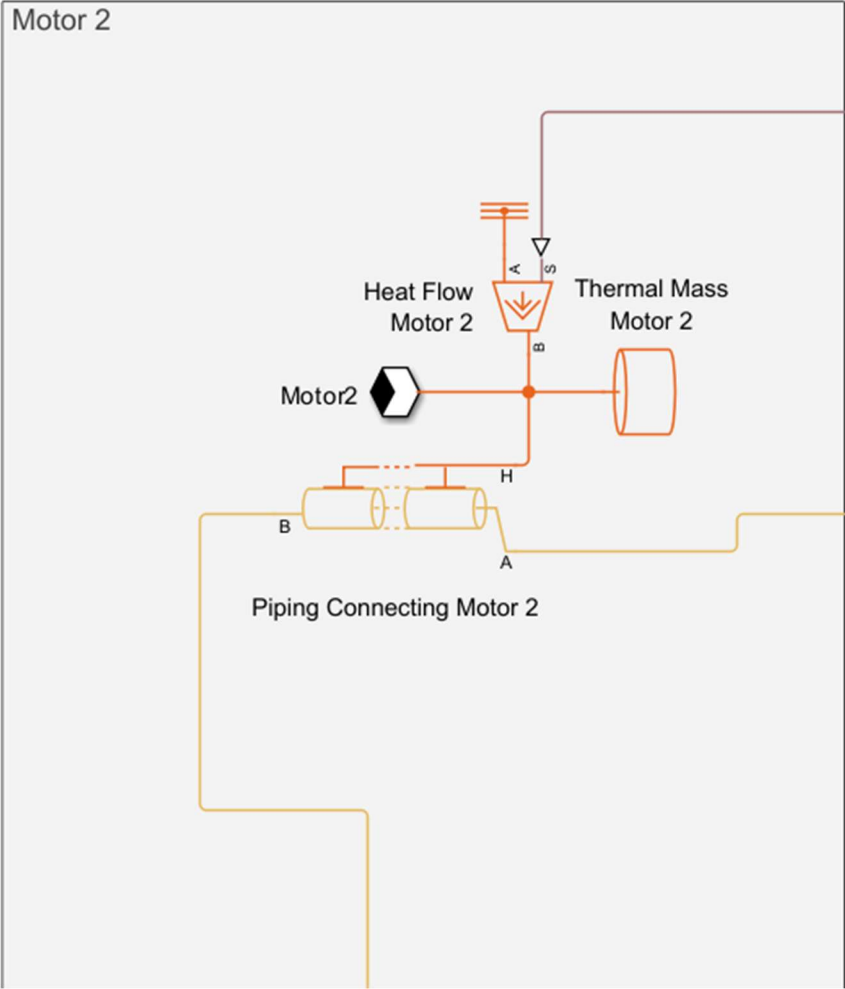 Motor 2
A
S
Heat Flow
Motor 2
Thermal Mass
Motor 2
B
Motor2
H
B
A
Piping Connecting Motor 2